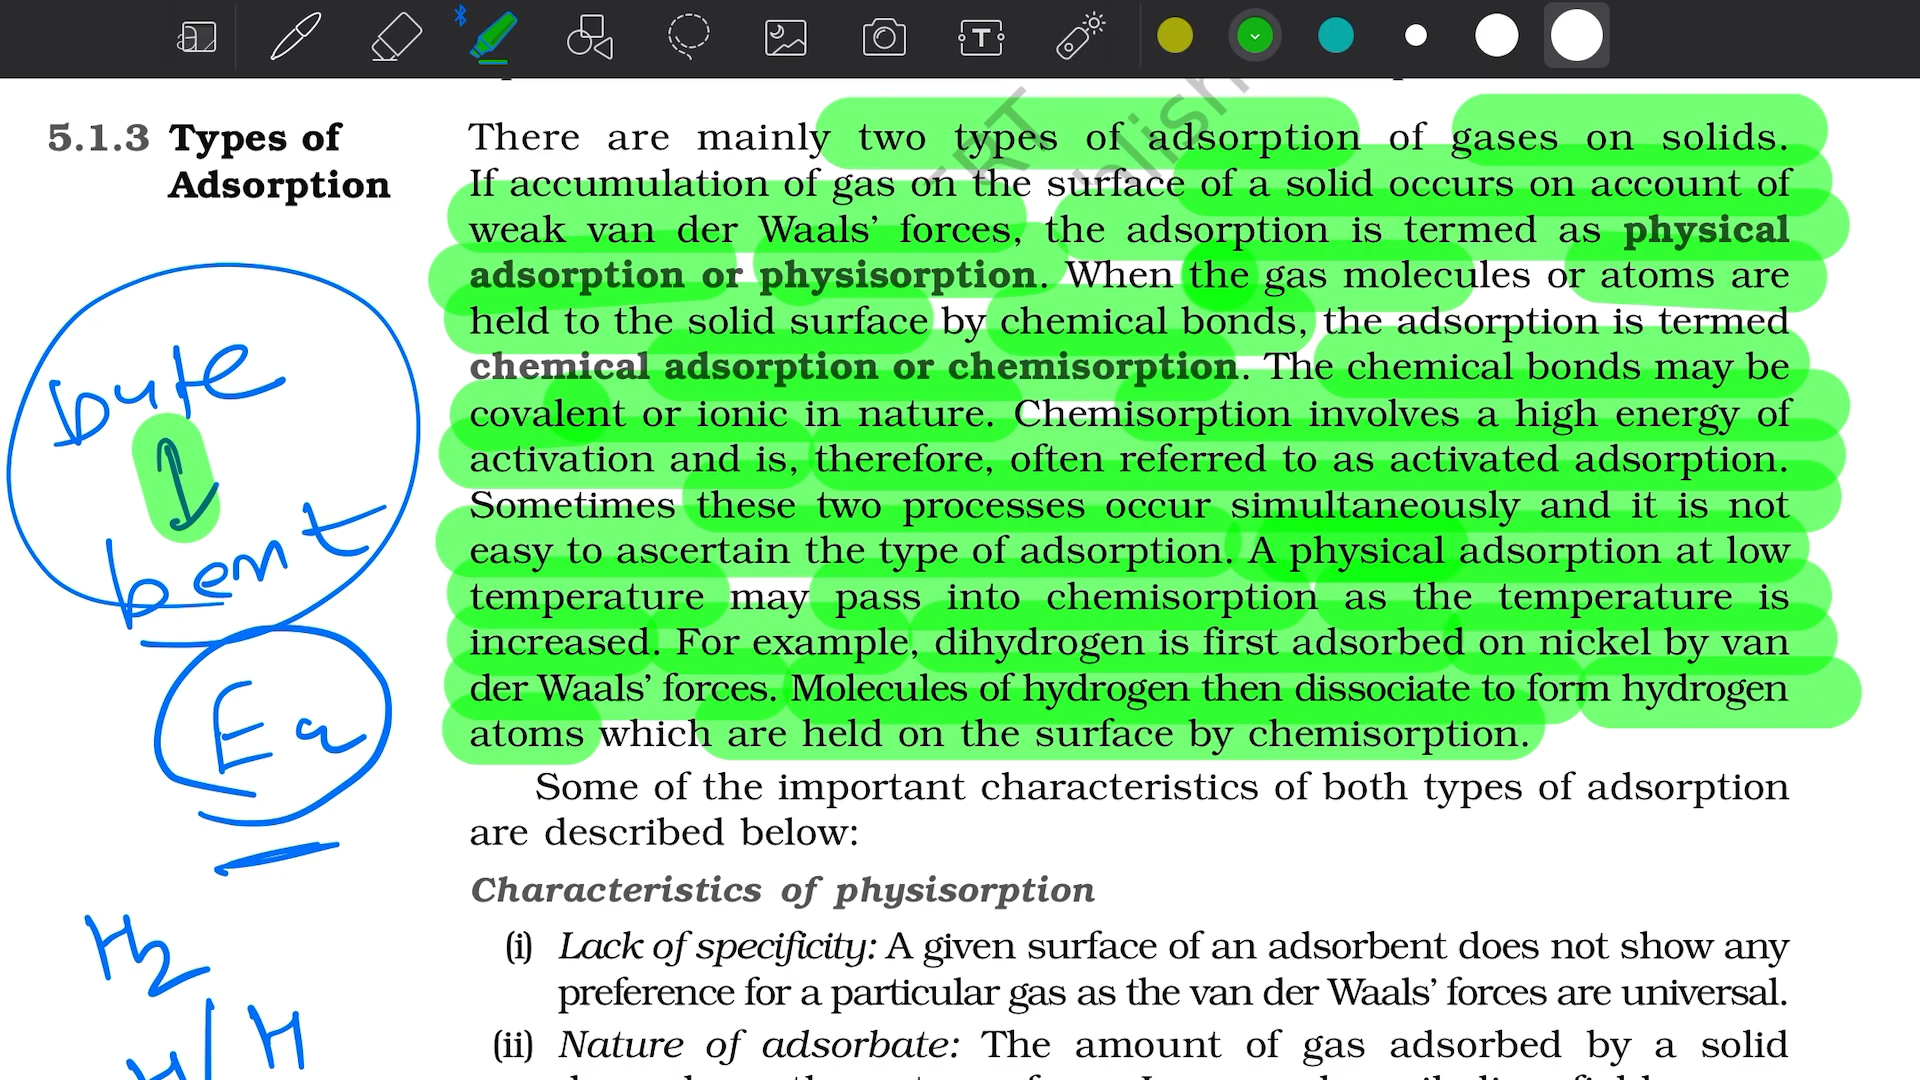 5.1.3 Types of
Adsorption
There are mainly two types of adsorption of gases on solids.
If accumulation of gas on the surface of a solid occurs on account of
weak van der Waals’ forces, the adsorption is termed as physical
adsorption or physisorption. When the gas molecules or atoms are
held to the solid surface by chemical bonds, the adsorption is termed
chemical adsorption or chemisorption. The chemical bonds may be
covalent or ionic in nature. Chemisorption involves a high energy of
activation and is, therefore, often referred to as activated adsorption.
Sometimes these two processes occur simultaneously and it is not
easy to ascertain the type of adsorption. A physical adsorption at low
temperature may pass into chemisorption as the temperature is
increased. For example, dihydrogen is first adsorbed on nickel by van
der Waals’ forces. Molecules of hydrogen then dissociate to form hydrogen
atoms which are held on the surface by chemisorption.
Some of the important characteristics of both types of adsorption
are described below:
Characteristics of physisorption
(i) Lack of specificity: A given surface of an adsorbent does not show any
preference for a particular gas as the van der Waals’ forces are universal.
(ii) Nature of adsorbate: The amount of gas adsorbed by a solid
bate
bent
Ea
H2
H / H